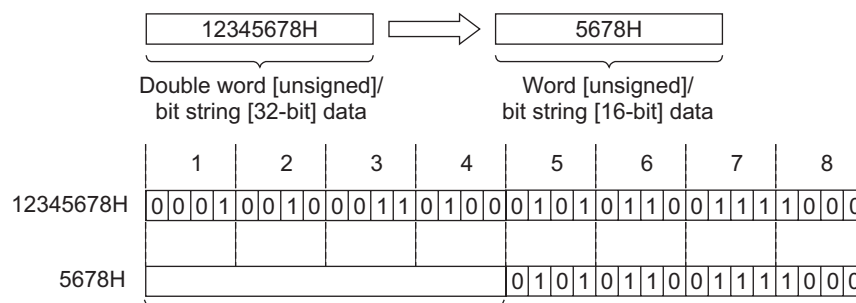 12345678H 5678H
Double word [unsigned]/ Word [unsigned]/
bit string [32-bit] data bit string [16-bit] data
1 2 3 4 5 6 7 8
12345678H 0 0 0 1 0 0 1 0 0 0 1 1 0 1 0 0 0 1 0 1 0 1 1 0 0 1 1 1 1 0 0 0
5678H 0 1 0 1 0 1 1 0 0 1 1 1 1 0 0 0